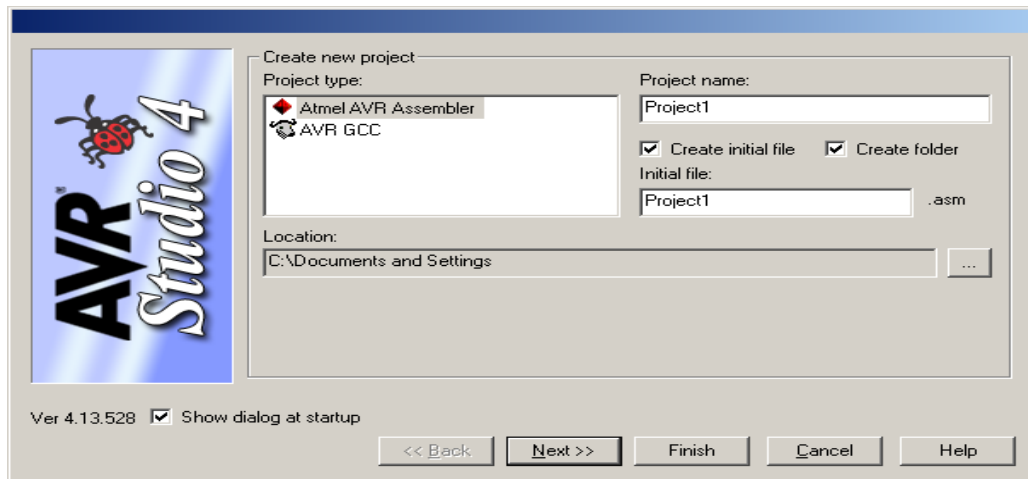 AVR Studio 4
Create new project
Project type:
Atmel AVR Assembler
AVR GCC
Project name:
Project1
Create initial file
Create folder
Initial file:
Project1
.asm
Location:
C:\Documents and Settings
...
Ver 4.13.528
Show dialog at startup
<< Back
Next >>
Finish
Cancel
Help